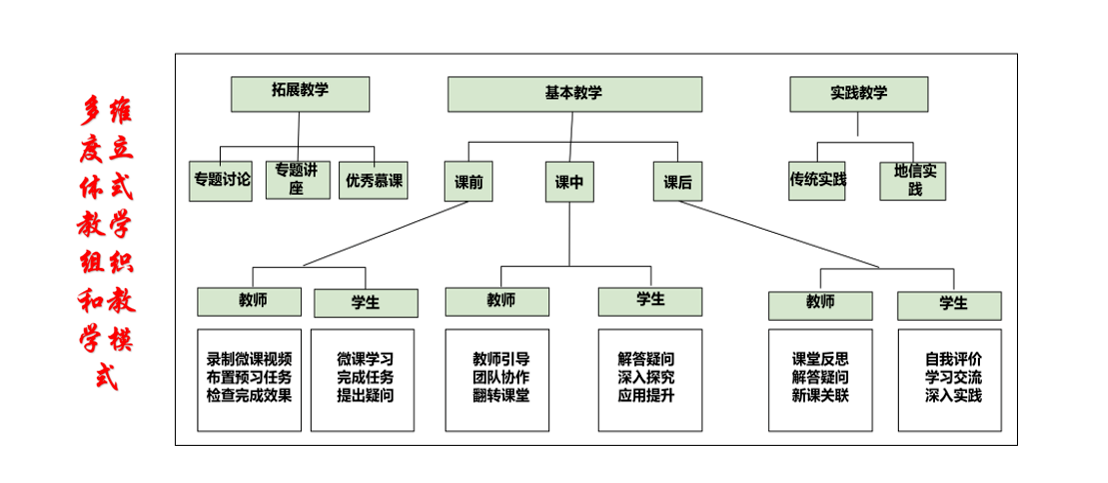 多维
度立
体式
教学
组织
和教
学模
式
拓展教学
基本教学
实践教学
专题讨论
专题讲
座
优秀慕课
课前
课中
课后
传统实践
地信实
践
教师
学生
教师
学生
教师
学生
录制微课视频
布置预习任务
检查完成效果
微课学习
完成任务
提出疑问
教师引导
团队协作
翻转课堂
解答疑问
深入探究
应用提升
课堂反思
解答疑问
新课关联
自我评价
学习交流
深入实践